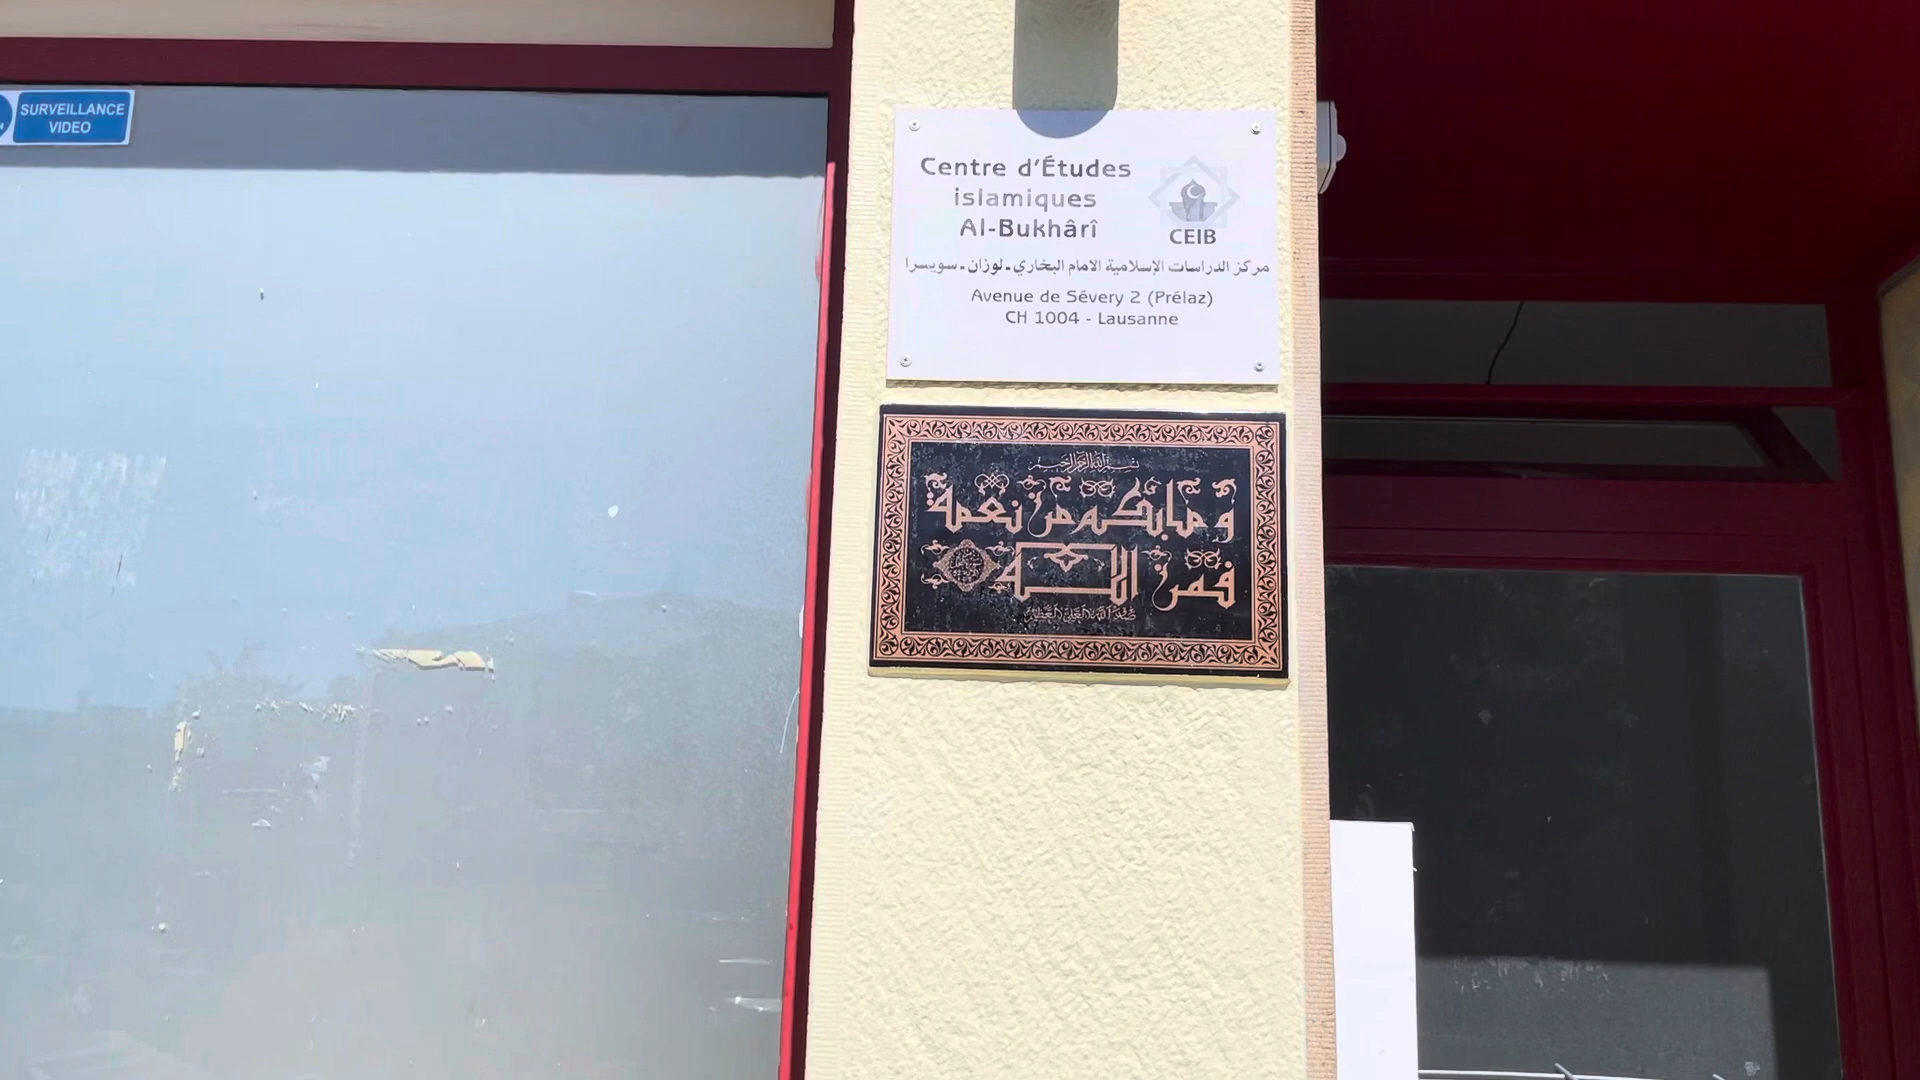 SURVEILLANCE
VIDEO
Centre d'Études
islamiques
Al-Bukhârî
CEIB
مركز الدراسات الإسلامية الامام البخاري - لوزان - سويسرا
Avenue de Sévery 2 (Prélaz)
CH 1004 - Lausanne
بسم الله الرحمن الرحيم
وما بكم من نعمة
فمن الله
صدق الله العلي العظيم